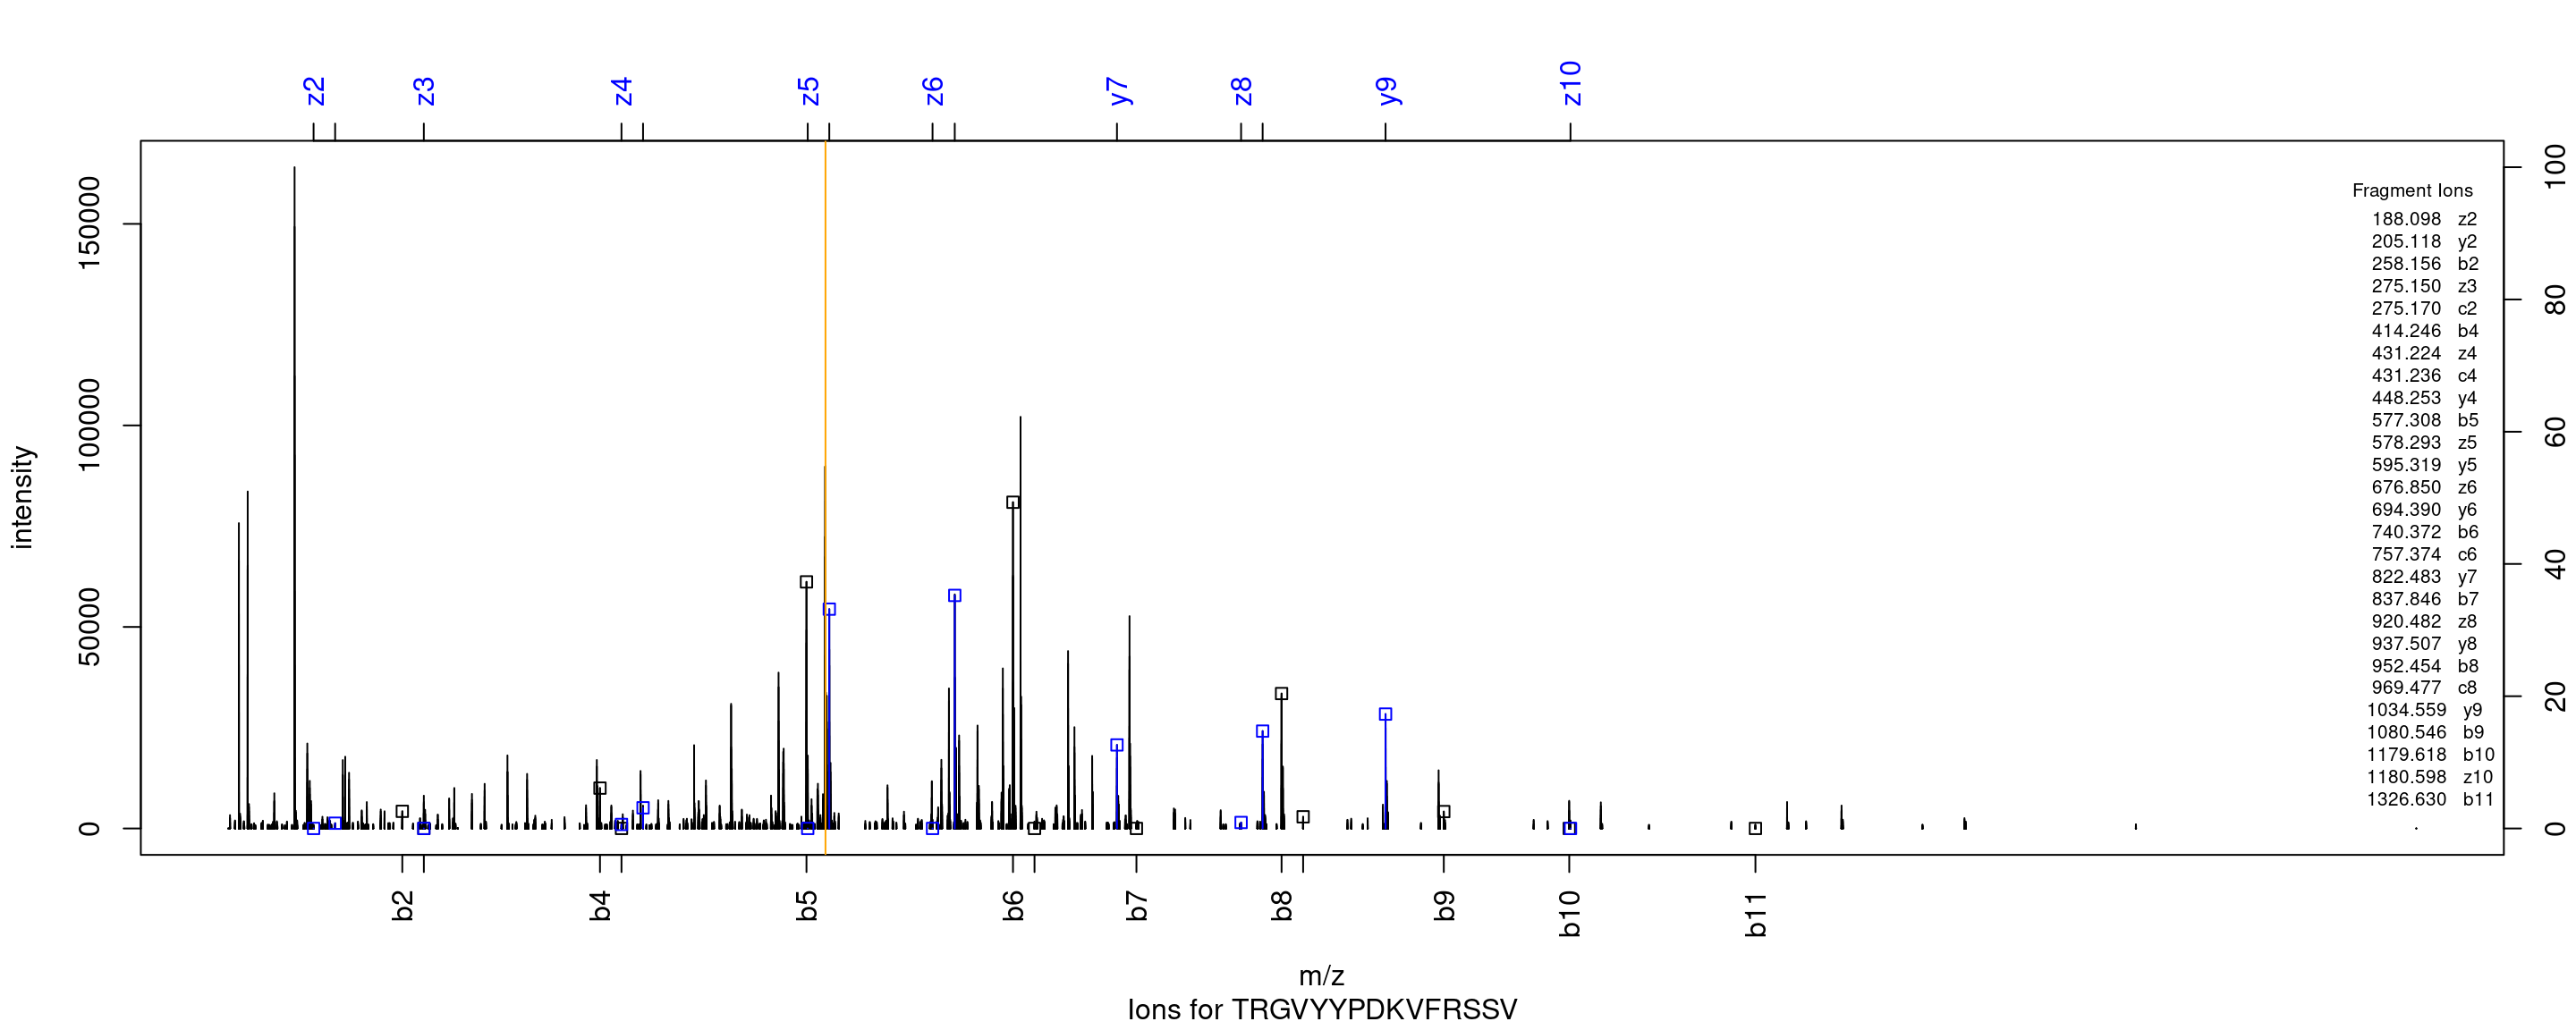 z2 z3 z4 z5 z6 y7 z8 y9 z10
150000
100000
50000
0
intensity
100
80
60
40
20
0
Fragment Ions
188.098 z2
205.118 y2
258.156 b2
275.150 z3
275.170 c2
414.246 b4
431.224 z4
431.236 c4
448.253 y4
577.308 b5
578.293 z5
595.319 y5
676.850 z6
694.390 y6
740.372 b6
757.374 c6
822.483 y7
837.846 b7
920.482 z8
937.507 y8
952.454 b8
969.477 c8
1034.559 y9
1080.546 b9
1179.618 b10
1180.598 z10
1326.630 b11
b2 b4 b5 b6 b7 b8 b9 b10 b11
m/z
Ions for TRGVYYPDKVFRSSV